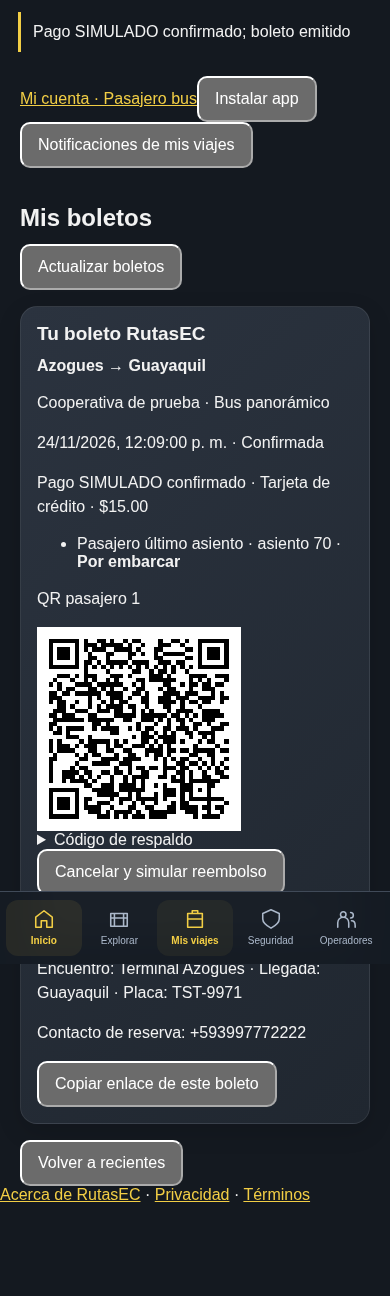 Pago SIMULADO confirmado; boleto emitido
Mi cuenta · Pasajero bus Instalar app
Notificaciones de mis viajes
Mis boletos
Actualizar boletos
Tu boleto RutasEC
Azogues → Guayaquil
Cooperativa de prueba · Bus panorámico
24/11/2026, 12:09:00 p. m. · Confirmada
Pago SIMULADO confirmado · Tarjeta de
crédito · $15.00
• Pasajero último asiento · asiento 70 ·
Por embarcar
QR pasajero 1
▶ Código de respaldo
Cancelar y simular reembolso
Inicio Explorar Mis viajes Seguridad Operadores
Encuentro: Terminal Azogues · Llegada:
Guayaquil · Placa: TST-9971
Contacto de reserva: +593997772222
Copiar enlace de este boleto
Volver a recientes
Acerca de RutasEC · Privacidad · Términos